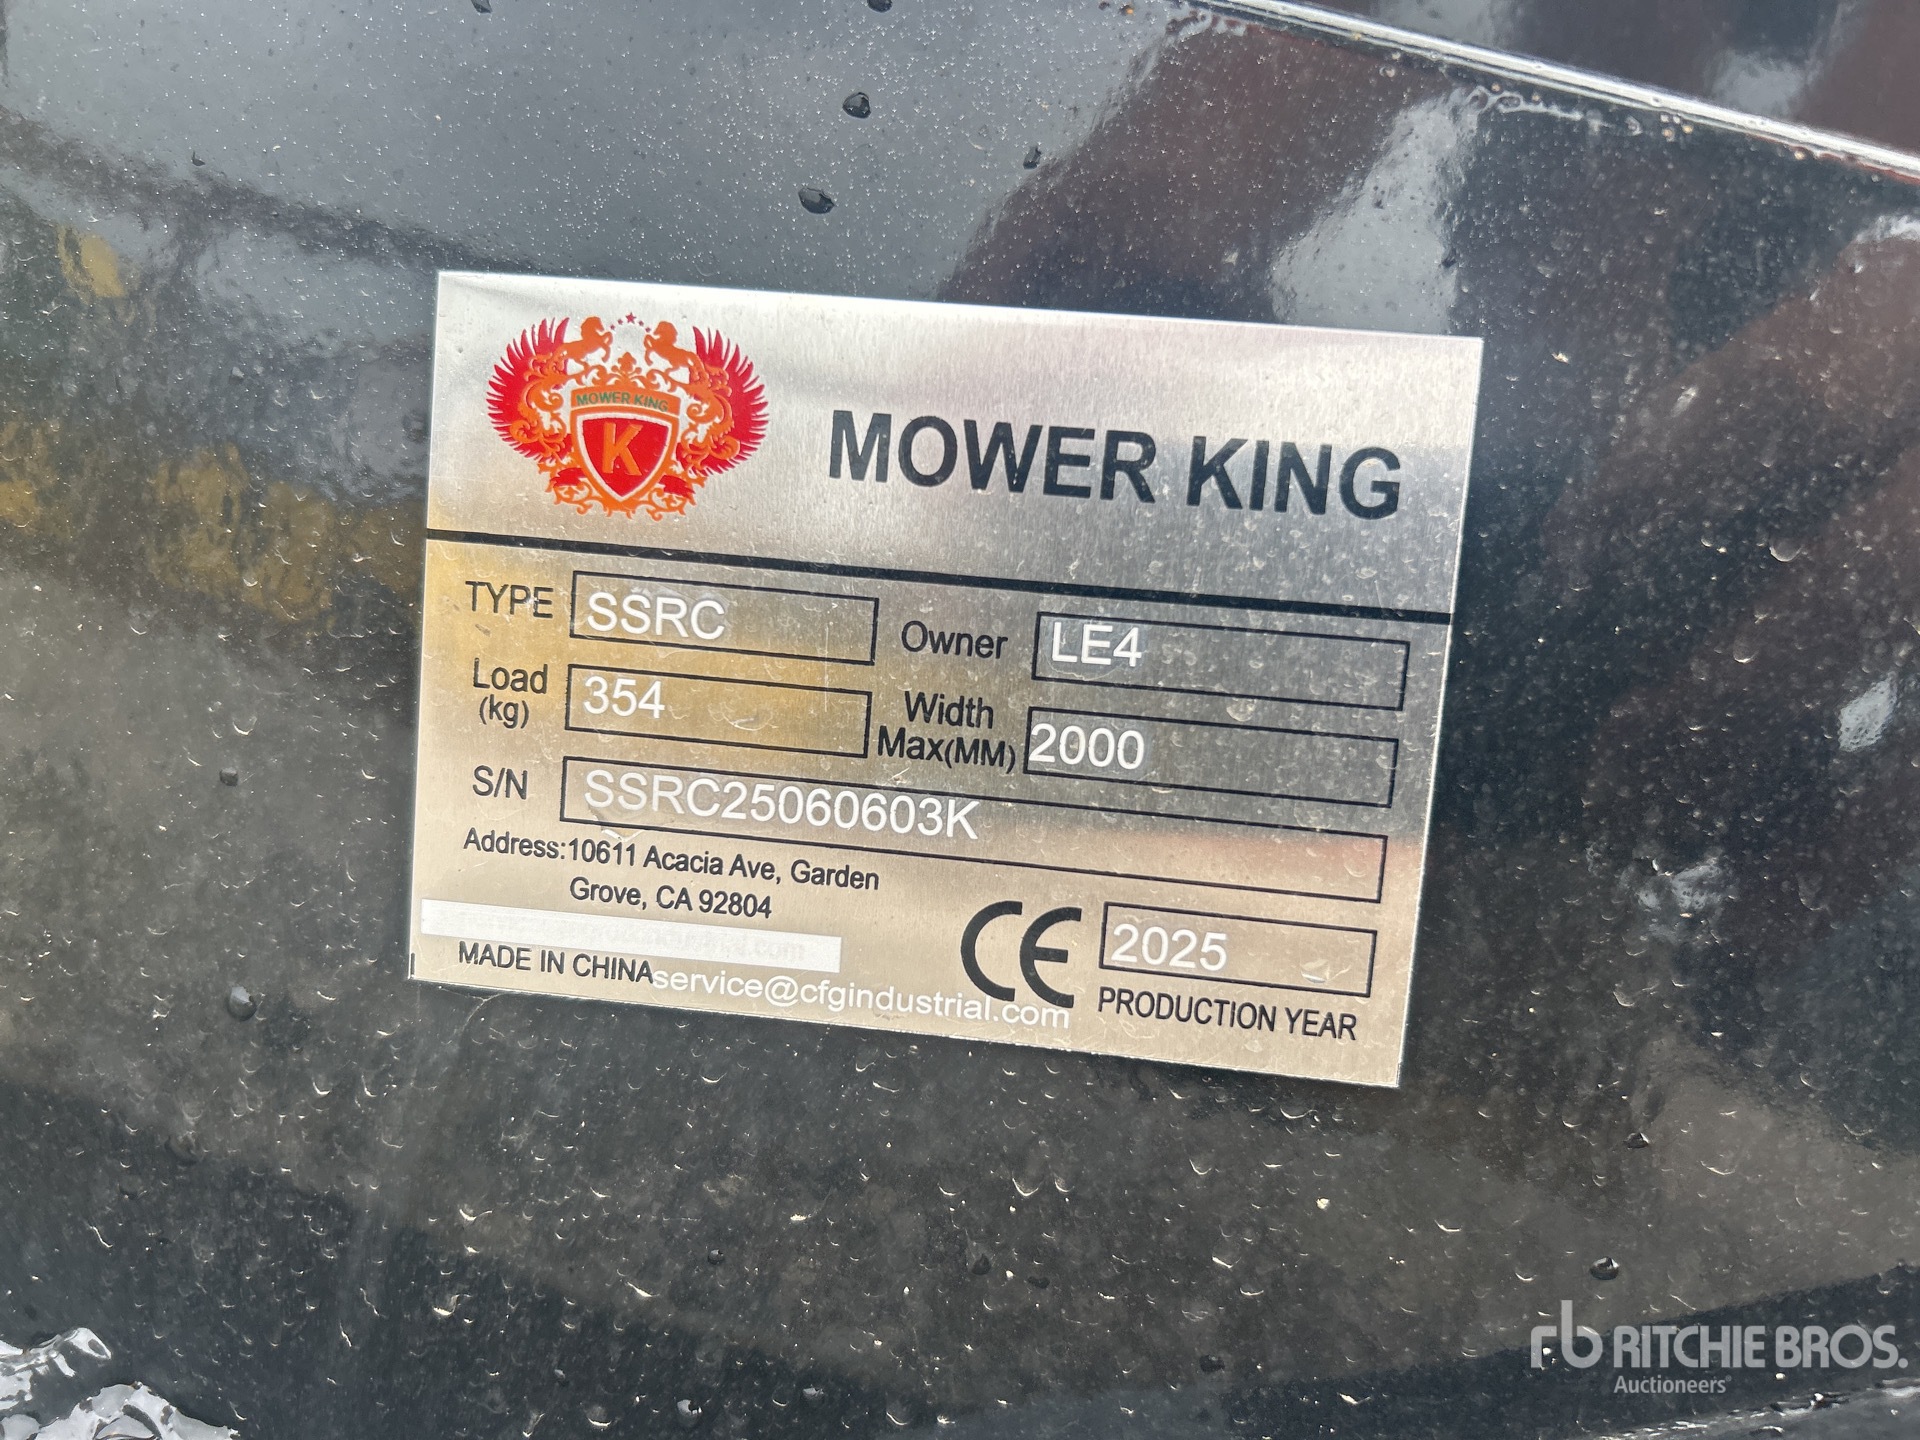 MOWER KING
K
MOWER KING
TYPE SSRC Owner LE4
Load (kg) 354 Width Max(MM) 2000
S/N SSRC25060603K
Address:10611 Acacia Ave, Garden
Grove, CA 92804
CE 2025
MADE IN CHINA service@cfgindustrial.com PRODUCTION YEAR
rb RITCHIE BROS.
Auctioneers